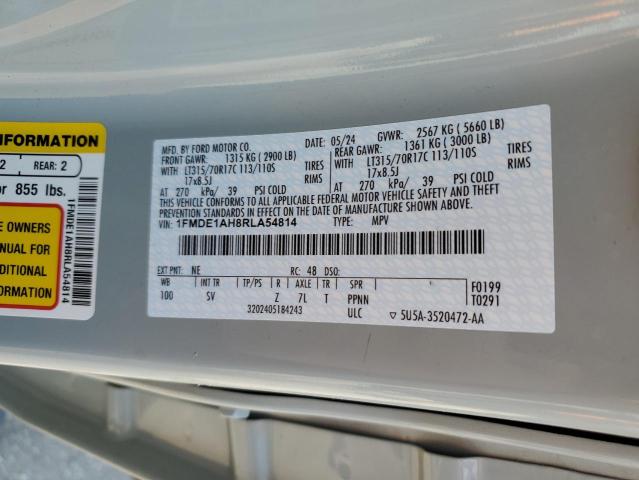 INFORMATION
2 REAR: 2
or 855 lbs.
E OWNERS
NUAL FOR
TIONAL
MATION
1FMDE1AH8RLA54814
MFD. BY FORD MOTOR CO.
DATE: 05/24 GVWR: 2567 KG ( 5660 LB)
FRONT GAWR: 1315 KG ( 2900 LB) REAR GAWR: 1361 KG ( 3000 LB)
WITH LT315/70R17C 113/110S TIRES WITH LT315/70R17C 113/110S TIRES
17x8.5J RIMS 17x8.5J RIMS
AT 270 kPa/ 39 PSI COLD AT 270 kPa/ 39 PSI COLD
THIS VEHICLE CONFORMS TO ALL APPLICABLE FEDERAL MOTOR VEHICLE SAFETY AND THEFT
PREVENTION STANDARDS IN EFFECT ON THE DATE OF MANUFACTURE SHOWN ABOVE.
VIN: 1FMDE1AH8RLA54814 TYPE: MPV
EXT PNT: NE RC: 48 DSO:
WB INT TR TP/PS R AXLE TR SPR F0199
100 SV Z 7L T PPNN T0291
3202405184243 ULC ▽ 5U5A-3520472-AA